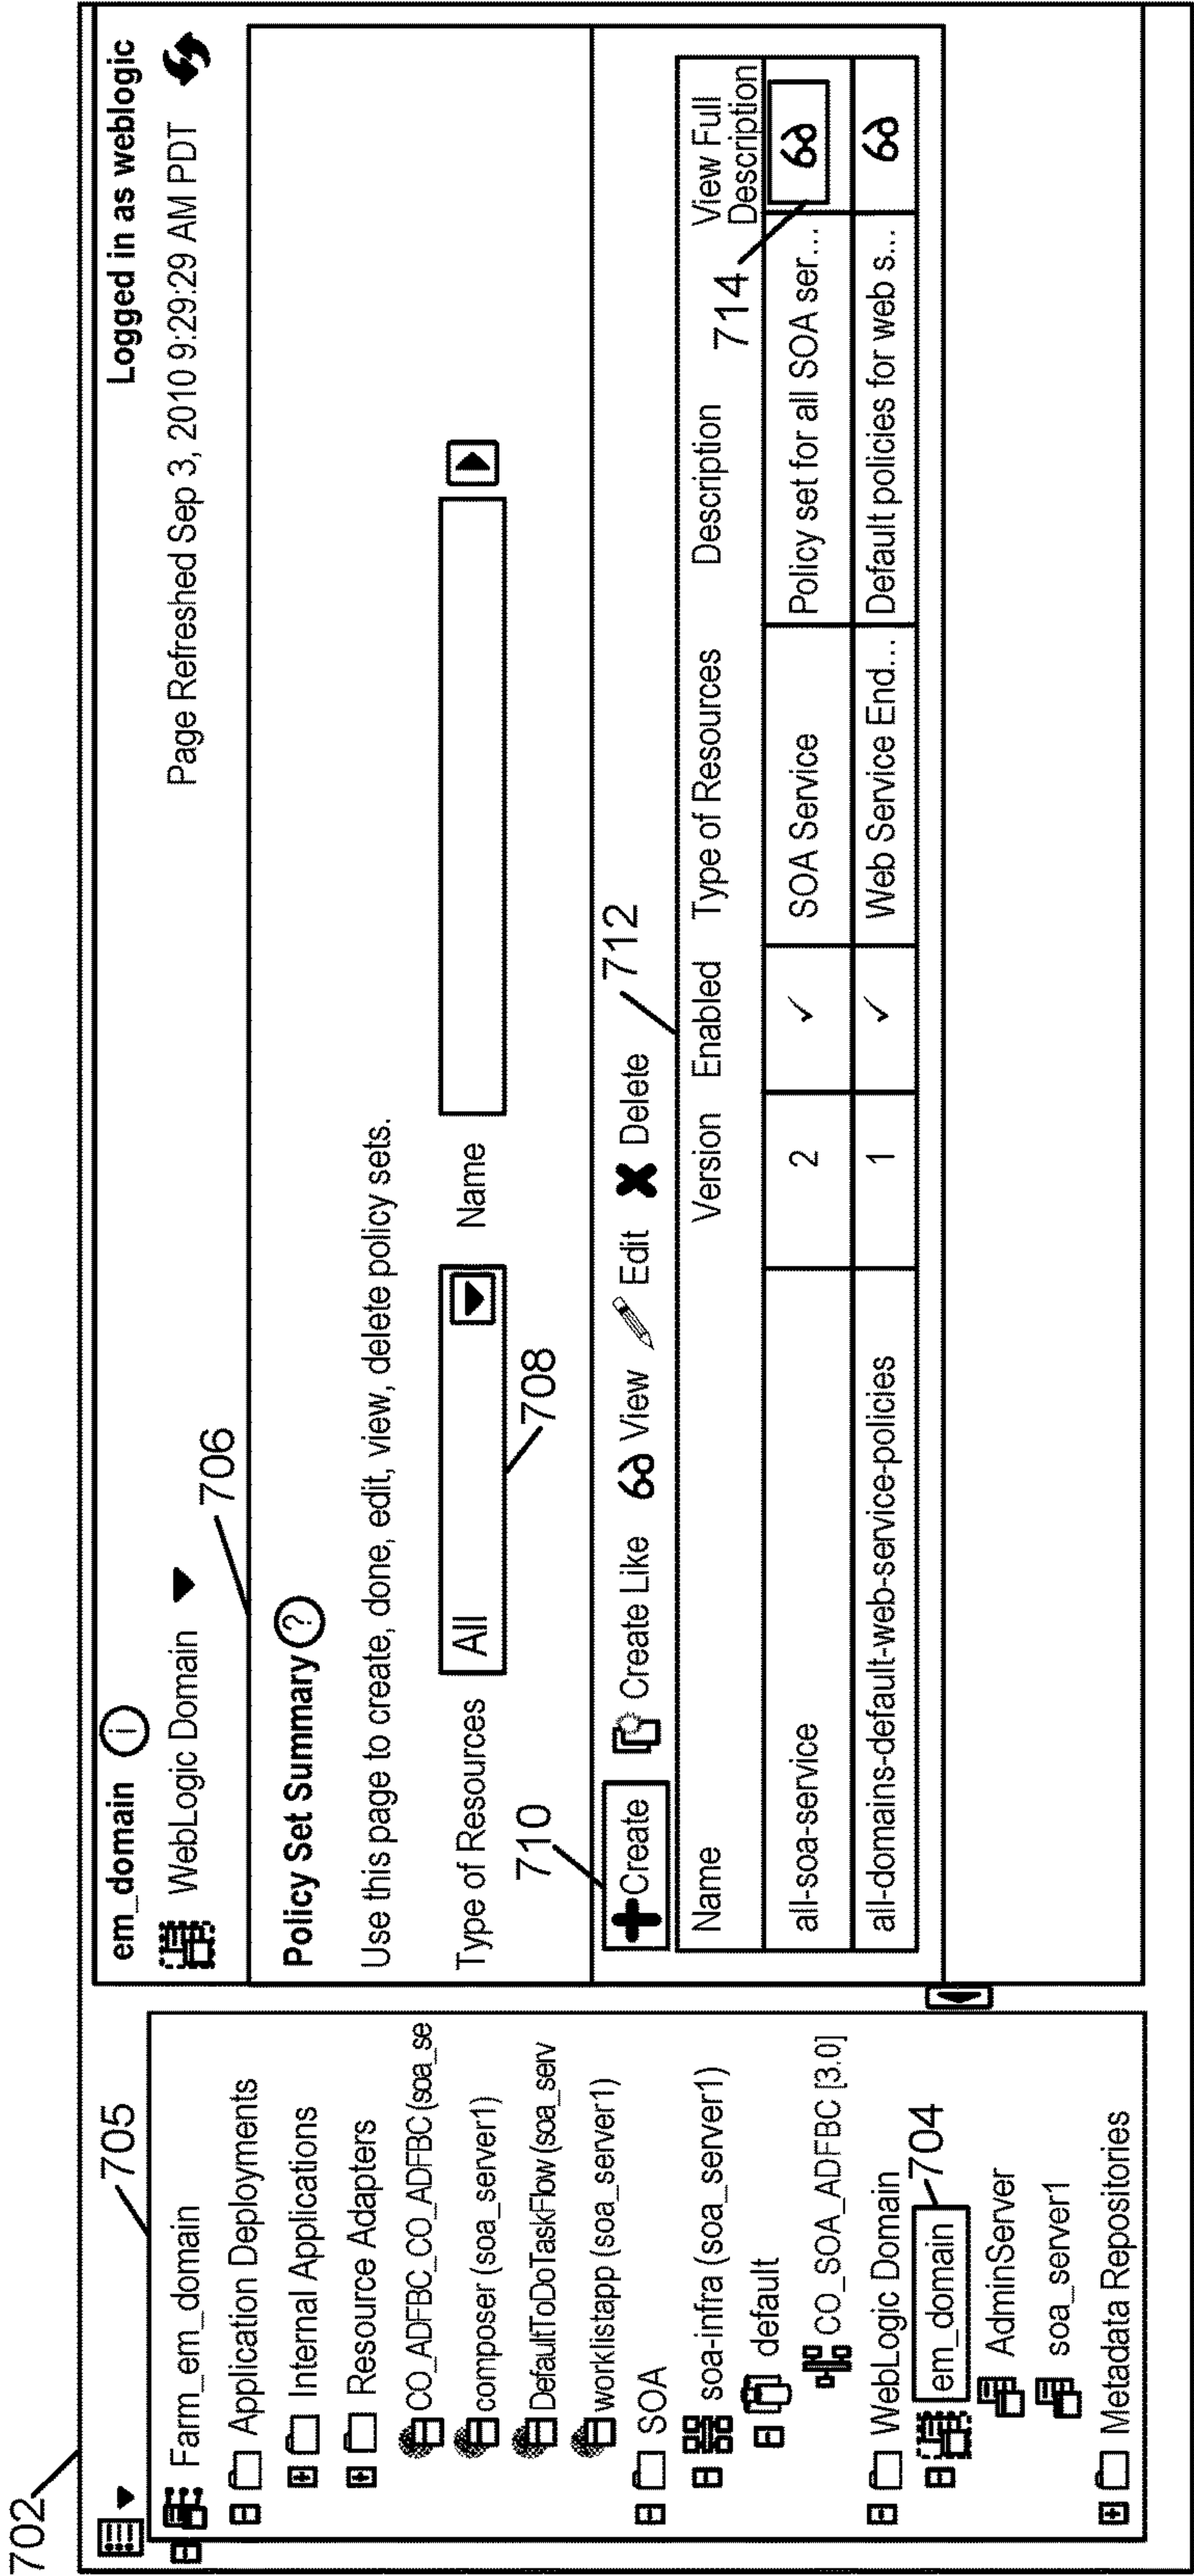 702
705
Farm_em_domain
Application Deployments
Internal Applications
Resource Adapters
CO_ADFBC_CO_ADFBC (soa_se
composer (soa_server1)
DefaultToDoTaskFlow (soa_serv
worklistapp (soa_server1)
SOA
soa-infra (soa_server1)
default
CO_SOA_ADFBC [3.0]
WebLogic Domain
em_domain
704
AdminServer
soa_server1
Metadata Repositories
em_domain i
Logged in as weblogic
WebLogic Domain
Page Refreshed Sep 3, 2010 9:29:29 AM PDT
706
Policy Set Summary ?
Use this page to create, done, edit, view, delete policy sets.
Type of Resources All Name
708
710
712
Create Create Like View Edit Delete
Name Version Enabled Type of Resources Description View Full Description
714
all-soa-service 2 ✓ SOA Service Policy set for all SOA ser...
all-domains-default-web-service-policies 1 ✓ Web Service End... Default policies for web s...